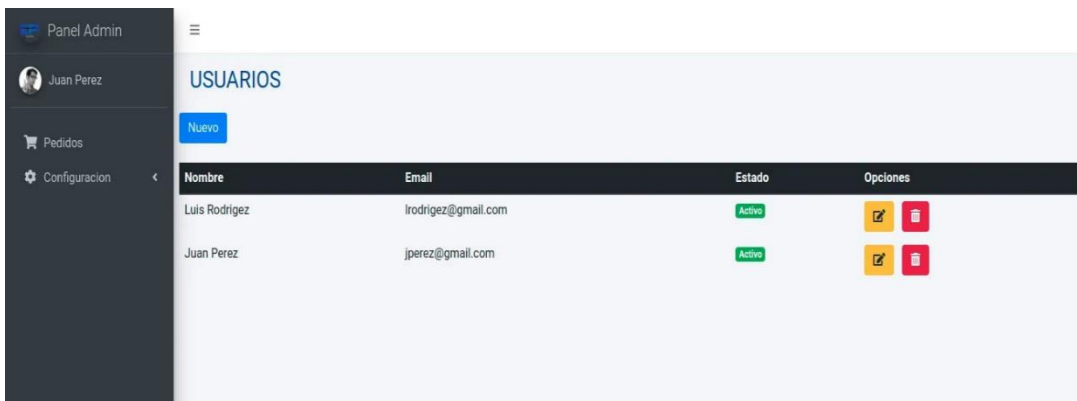 Panel Admin
Juan Perez
Pedidos
Configuracion
USUARIOS
Nuevo
Nombre Email Estado Opciones
Luis Rodrigez lrodrigez@gmail.com Activo
Juan Perez jperez@gmail.com Activo